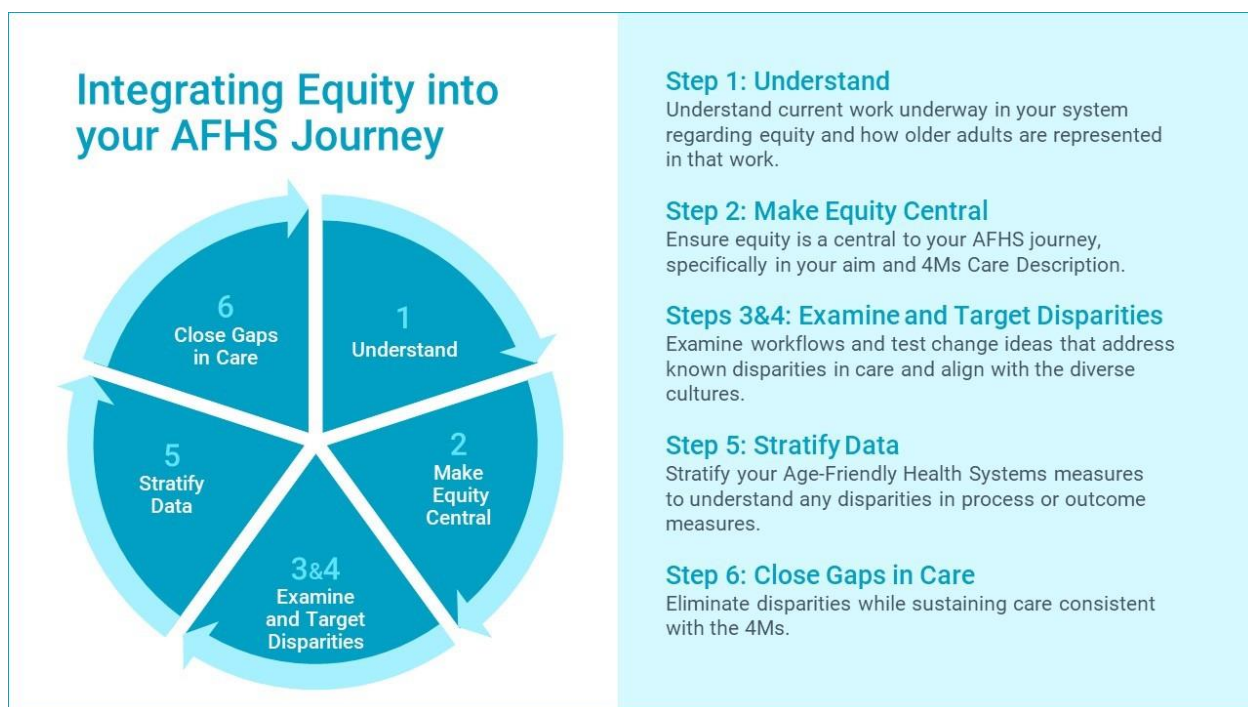 Integrating Equity into
your AFHS Journey
1
Understand
2
Make
Equity
Central
3&4
Examine
and Target
Disparities
5
Stratify
Data
6
Close Gaps
in Care
Step 1: Understand
Understand current work underway in your system
regarding equity and how older adults are represented
in that work.
Step 2: Make Equity Central
Ensure equity is a central to your AFHS journey,
specifically in your aim and 4Ms Care Description.
Steps 3&4: Examine and Target Disparities
Examine workflows and test change ideas that address
known disparities in care and align with the diverse
cultures.
Step 5: Stratify Data
Stratify your Age-Friendly Health Systems measures
to understand any disparities in process or outcome
measures.
Step 6: Close Gaps in Care
Eliminate disparities while sustaining care consistent
with the 4Ms.